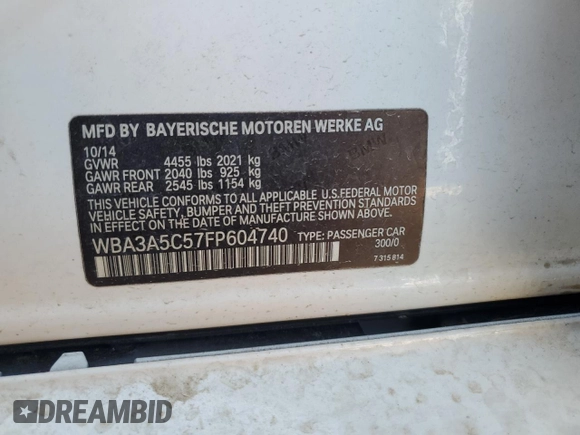 MFD BY BAYERISCHE MOTOREN WERKE AG
10/14
GVWR 4455 lbs 2021 kg
GAWR FRONT 2040 lbs 925 kg
GAWR REAR 2545 lbs 1154 kg
THIS VEHICLE CONFORMS TO ALL APPLICABLE U.S.FEDERAL MOTOR
VEHICLE SAFETY, BUMPER AND THEFT PREVENTION STANDARDS
IN EFFECT ON THE DATE OF MANUFACTURE SHOWN ABOVE.
WBA3A5C57FP604740 TYPE: PASSENGER CAR
300/0
7 315 814
DREAMBID